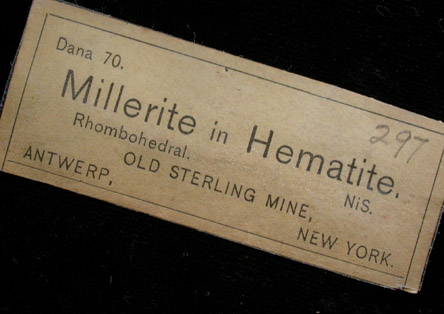 Dana 70.
297
Millerite in Hematite.
Rhombohedral. NiS.
OLD STERLING MINE,
ANTWERP, NEW YORK.